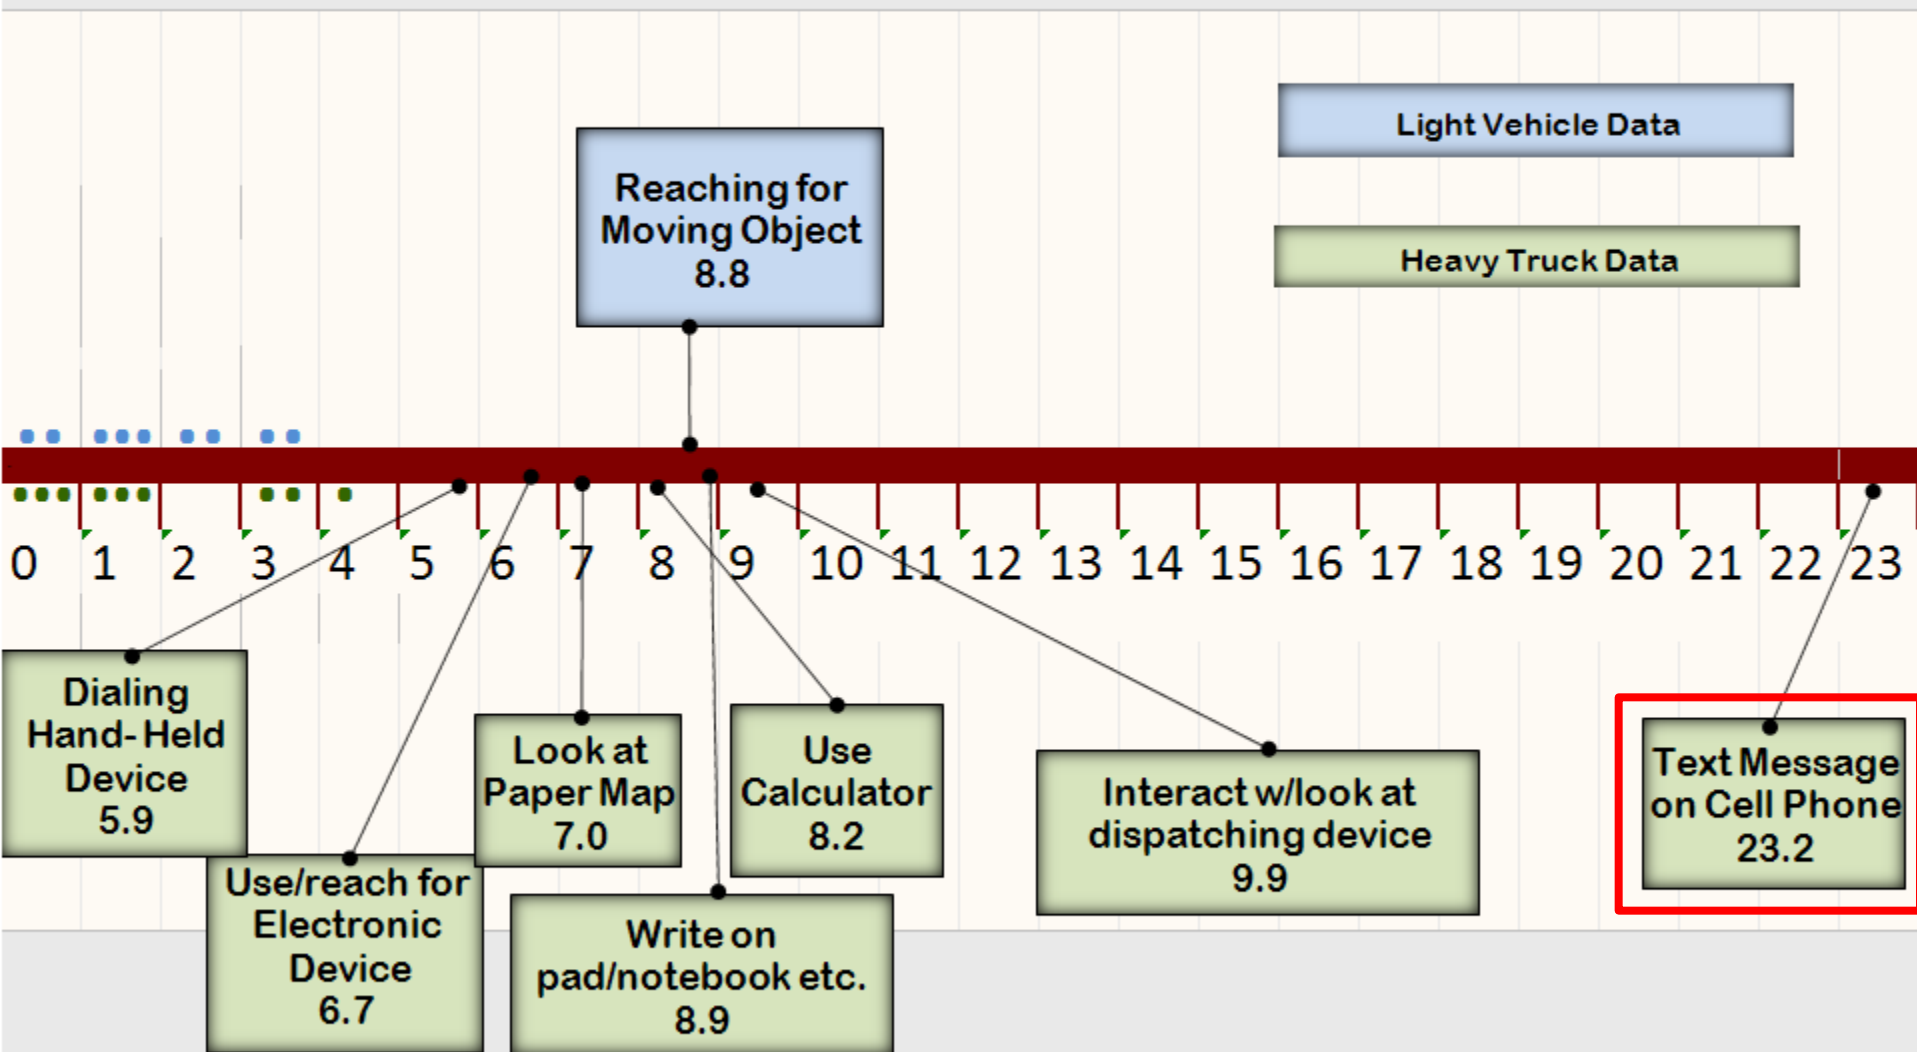 Light Vehicle Data
Reaching for
Moving Object
8.8
Heavy Truck Data
0 1 2 3 4 5 6 7 8 9 10 11 12 13 14 15 16 17 18 19 20 21 22 23
Dialing
Hand-Held
Device
5.9
Use/reach for
Electronic
Device
6.7
Look at
Paper Map
7.0
Write on
pad/notebook etc.
8.9
Use
Calculator
8.2
Interact w/look at
dispatching device
9.9
Text Message
on Cell Phone
23.2